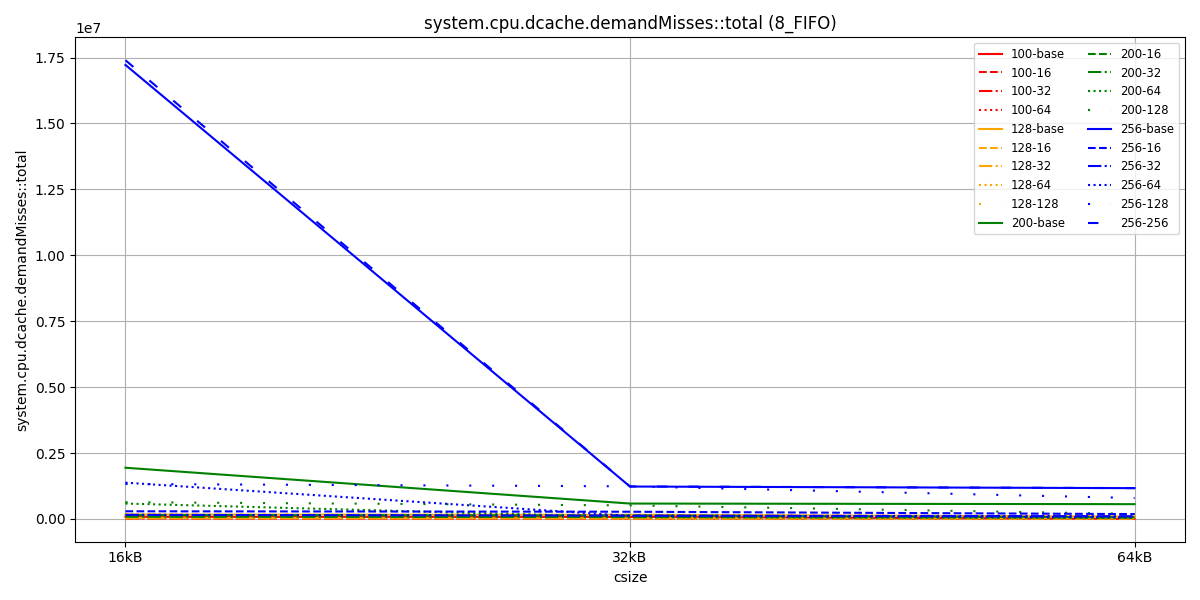 system.cpu.dcache.demandMisses::total (8_FIFO)
1e7
1.75
1.50
1.25
1.00
0.75
0.50
0.25
0.00
system.cpu.dcache.demandMisses::total
16kB
32kB
64kB
csize
100-base
100-16
100-32
100-64
128-base
128-16
128-32
128-64
128-128
200-base
200-16
200-32
200-64
200-128
256-base
256-16
256-32
256-64
256-128
256-256